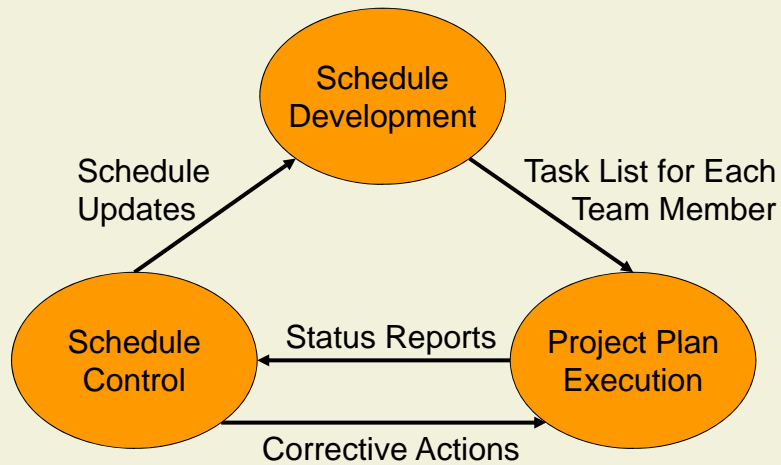 Schedule
Development
Schedule
Updates
Task List for Each
Team Member
Schedule
Control
Status Reports
Project Plan
Execution
Corrective Actions